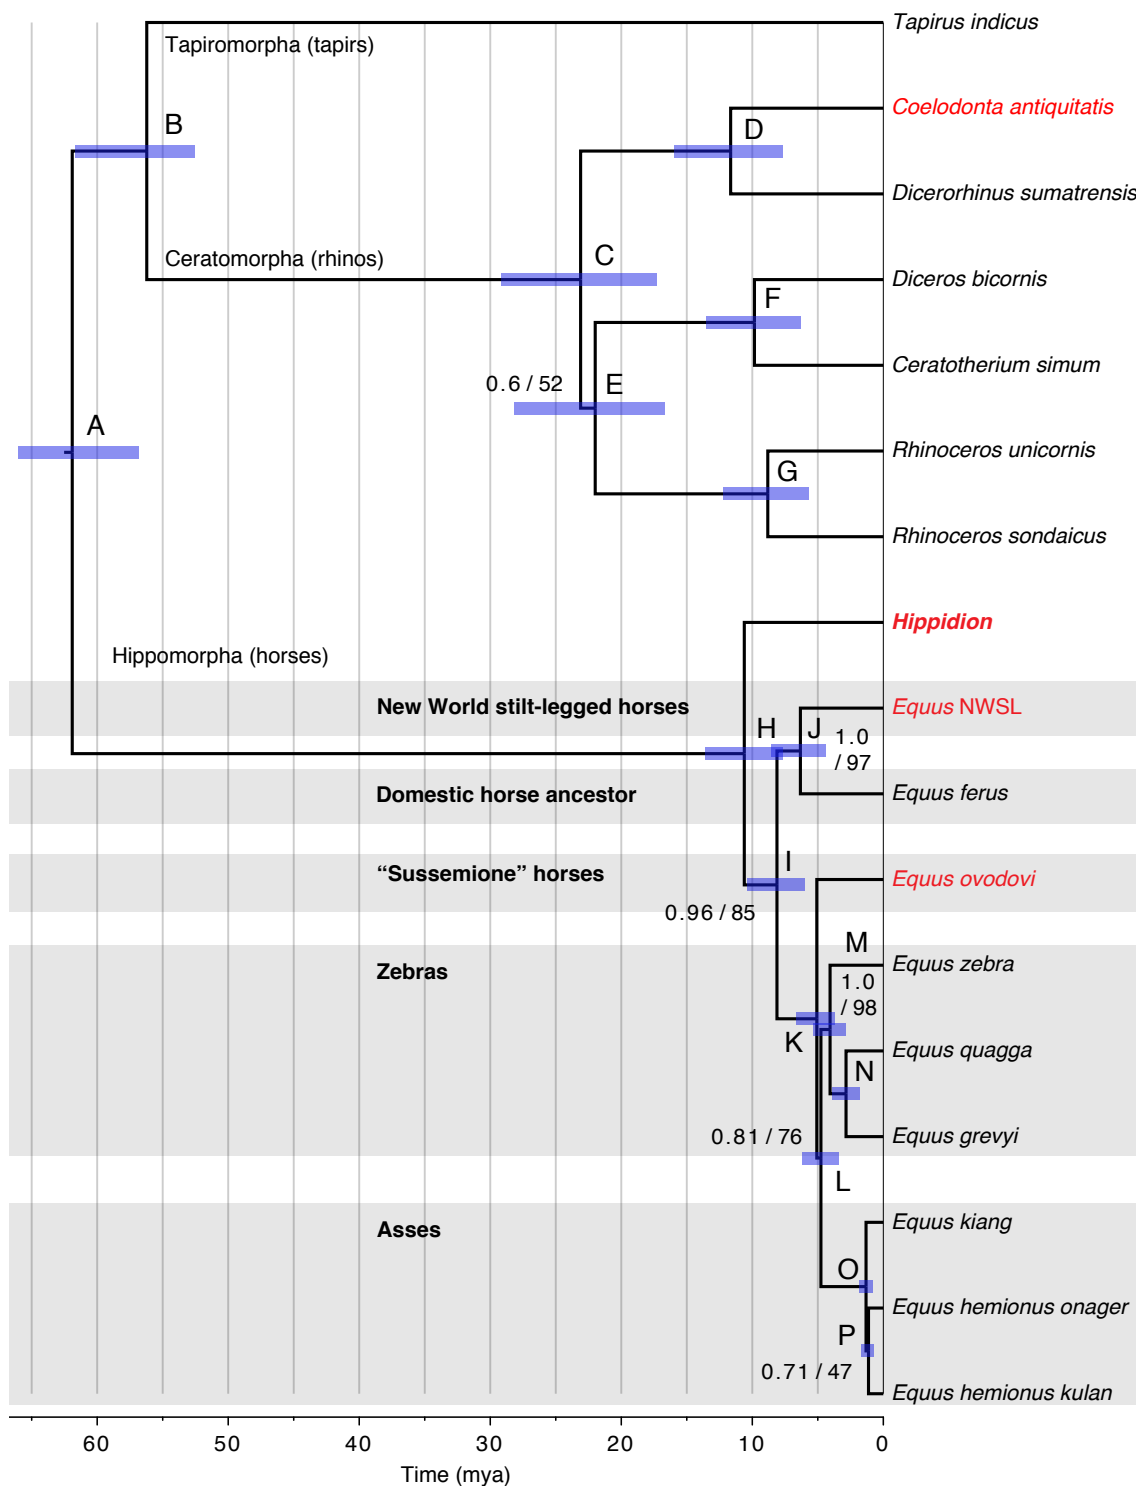 Tapirus indicus
Tapiromorpha (tapirs)
Coelodonta antiquitatis
B
D
Dicerorhinus sumatrensis
Ceratomorpha (rhinos)
C
Diceros bicornis
F
Ceratotherium simum
0.6 / 52
E
A
Rhinoceros unicornis
G
Rhinoceros sondaicus
Hippidion
Hippomorpha (horses)
New World stilt-legged horses
Equus NWSL
H
J
1.0
/ 97
Domestic horse ancestor
Equus ferus
"Sussemione" horses
I
Equus ovodovi
0.96 / 85
M
Zebras
Equus zebra
1.0
/ 98
K
Equus quagga
N
0.81 / 76
Equus grevyi
L
Asses
Equus kiang
O
Equus hemionus onager
P
0.71 / 47
Equus hemionus kulan
60 50 40 30 20 10 0
Time (mya)